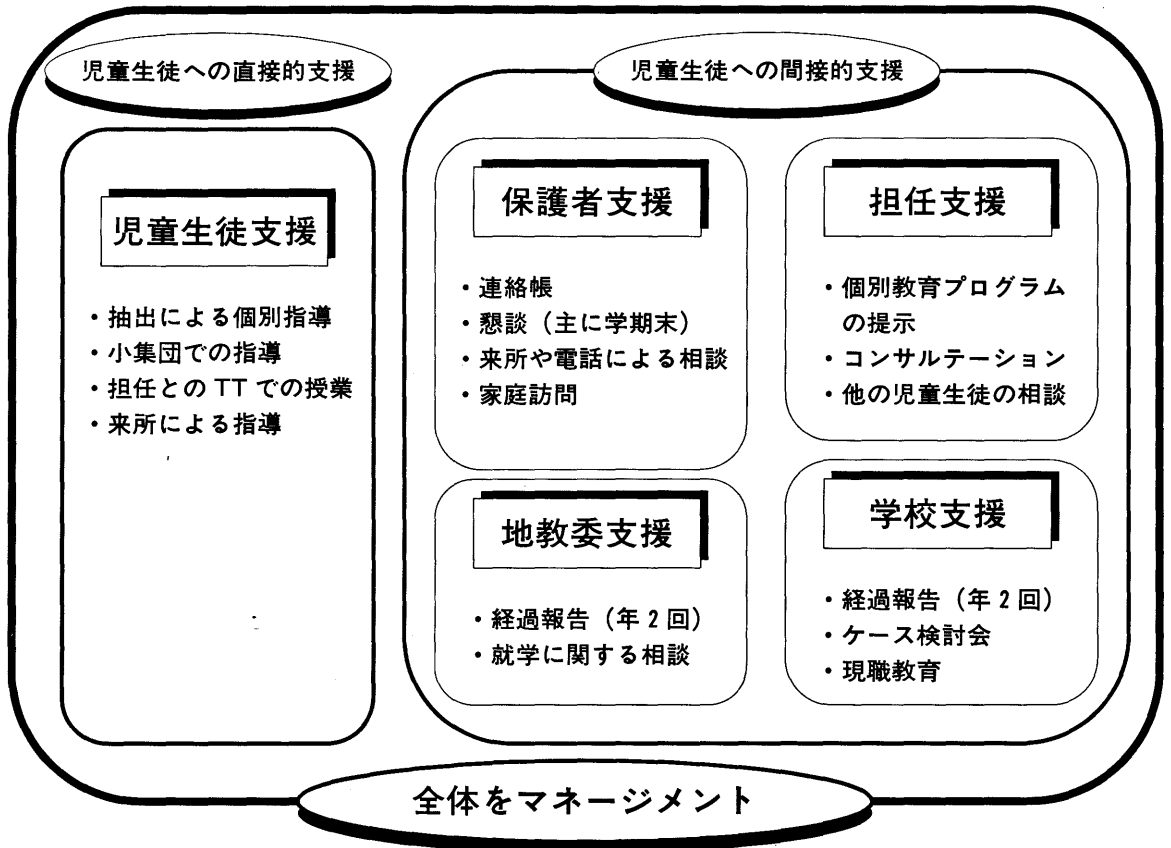 児童生徒への直接的支援
児童生徒支援
・抽出による個別指導
・小集団での指導
・担任とのTTでの授業
・来所による指導
児童生徒への間接的支援
保護者支援
・連絡帳
・懇談（主に学期末）
・来所や電話による相談
・家庭訪問
担任支援
・個別教育プログラム
の提示
・コンサルテーション
・他の児童生徒の相談
地教委支援
・経過報告（年2回）
・就学に関する相談
学校支援
・経過報告（年2回）
・ケース検討会
・現職教育
全体をマネージメント